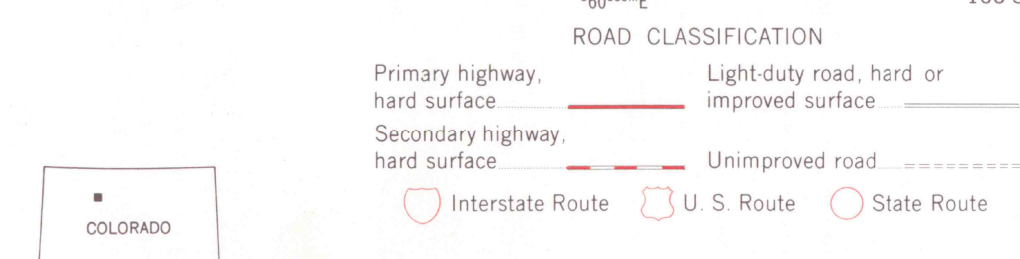 ROAD CLASSIFICATION
Primary highway,
hard surface
Light-duty road, hard or
improved surface
Secondary highway,
hard surface
Unimproved road
Interstate Route
U. S. Route
State Route
COLORADO